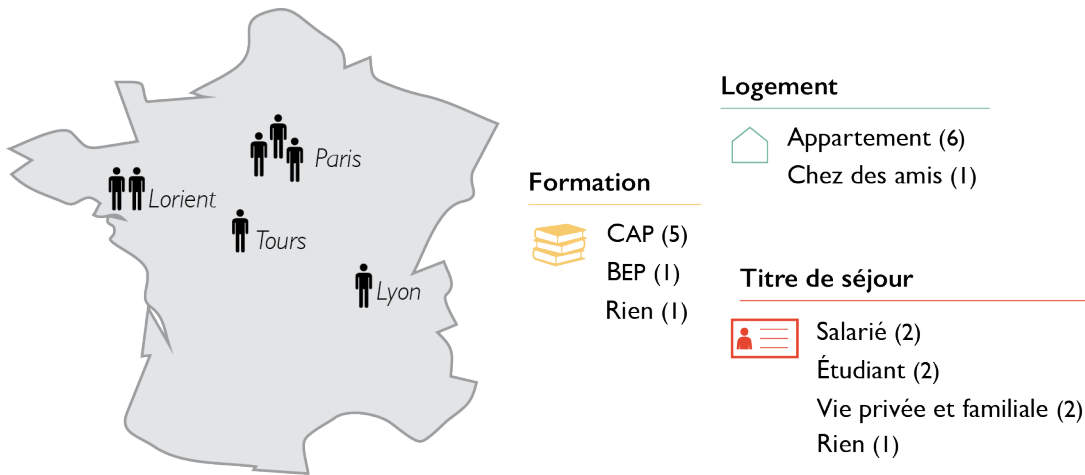 Paris
Lorient
Tours
Lyon
Formation
CAP (5)
BEP (1)
Rien (1)
Logement
Appartement (6)
Chez des amis (1)
Titre de séjour
Salarié (2)
Étudiant (2)
Vie privée et familiale (2)
Rien (1)